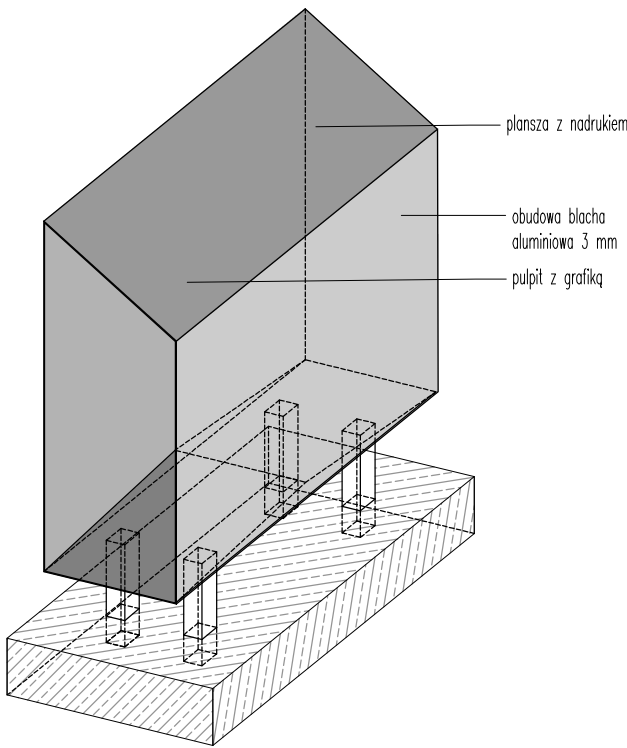 plansza z nadrukiem
obudowa blacha
aluminiowa 3 mm
pulpit z grafiką